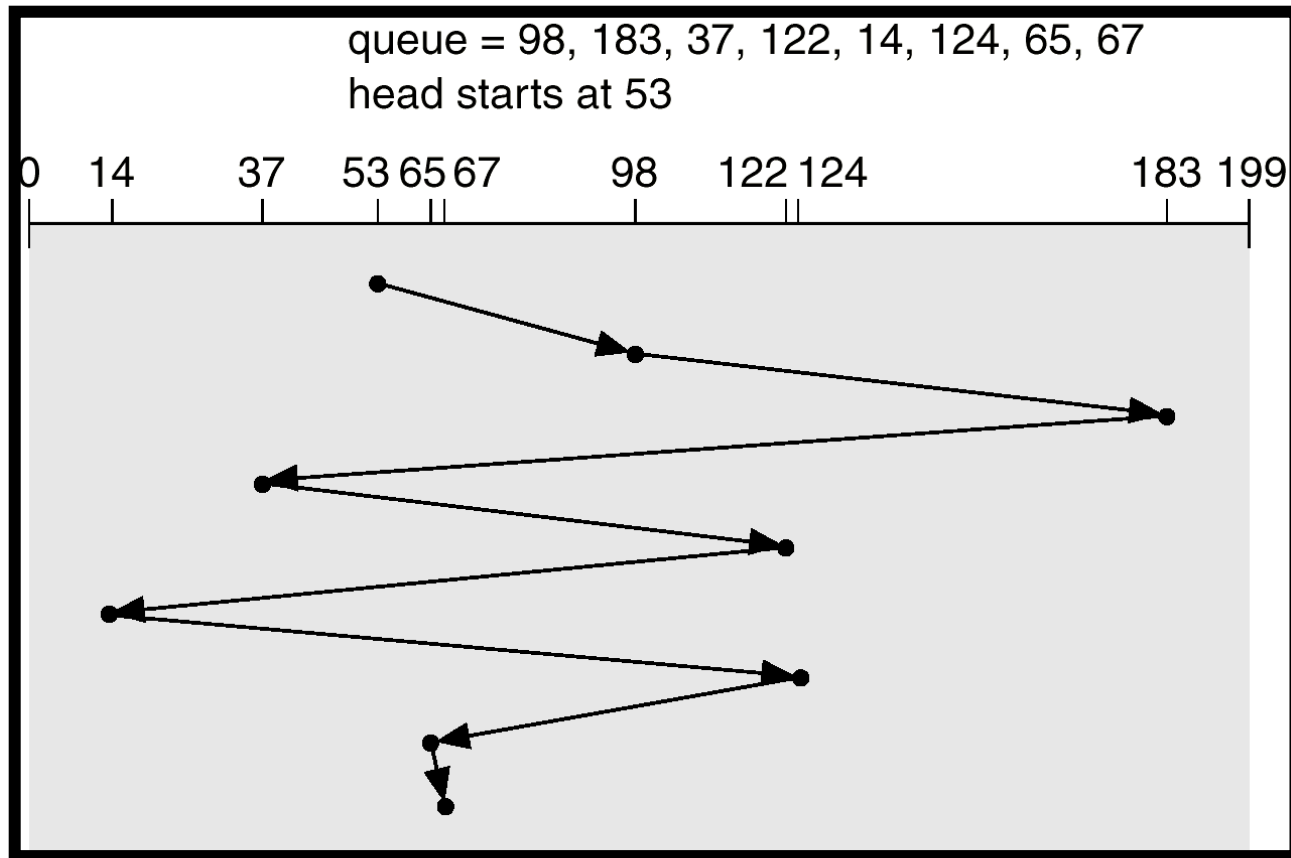 queue = 98, 183, 37, 122, 14, 124, 65, 67
head starts at 53
0 14 37 53 65 67 98 122 124 183 199